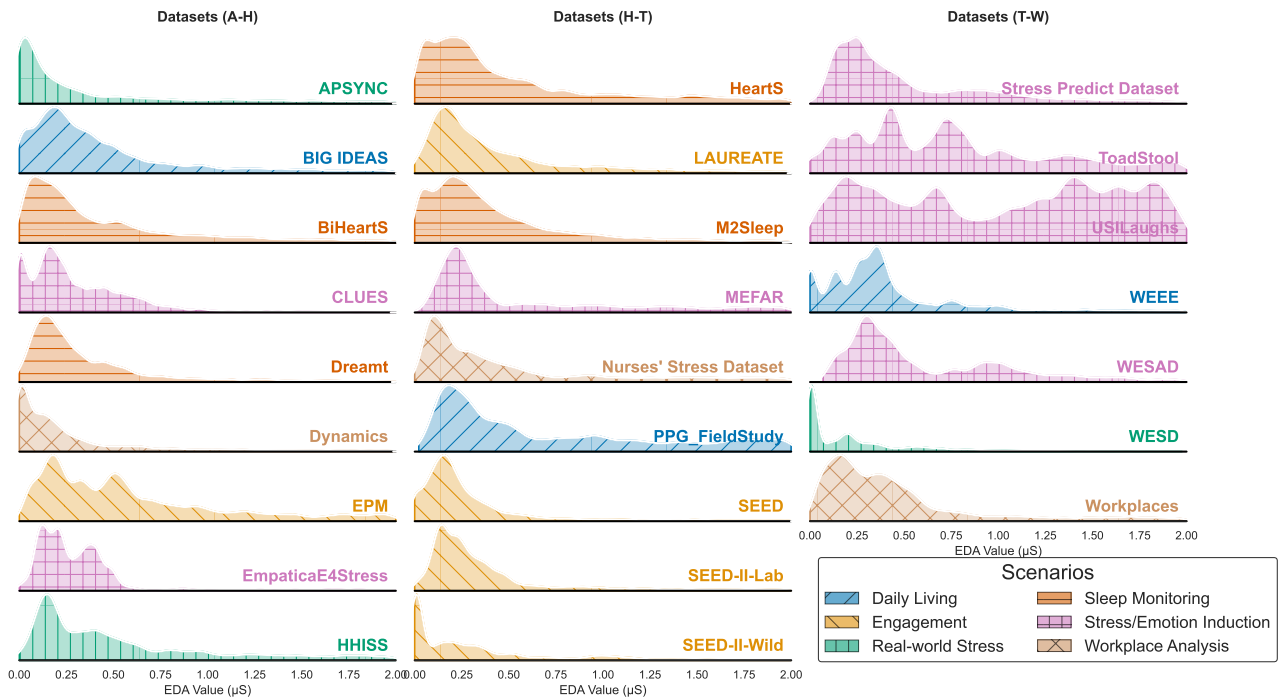 Datasets (A-H)
APSYNC
BIG IDEAS
BiHeartS
CLUES
Dreamt
Dynamics
EPM
EmpaticaE4Stress
HHISS
0.00 0.25 0.50 0.75 1.00 1.25 1.50 1.75 2.00
EDA Value (µS)
Datasets (H-T)
HeartS
LAUREATE
M2Sleep
MEFAR
Nurses' Stress Dataset
PPG_FieldStudy
SEED
SEED-II-Lab
SEED-II-Wild
0.00 0.25 0.50 0.75 1.00 1.25 1.50 1.75 2.00
EDA Value (µS)
Datasets (T-W)
Stress Predict Dataset
ToadStool
USILaughs
WEEE
WESAD
WESD
Workplaces
0.00 0.25 0.50 0.75 1.00 1.25 1.50 1.75 2.00
EDA Value (µS)
Scenarios
Daily Living
Engagement
Real-world Stress
Sleep Monitoring
Stress/Emotion Induction
Workplace Analysis